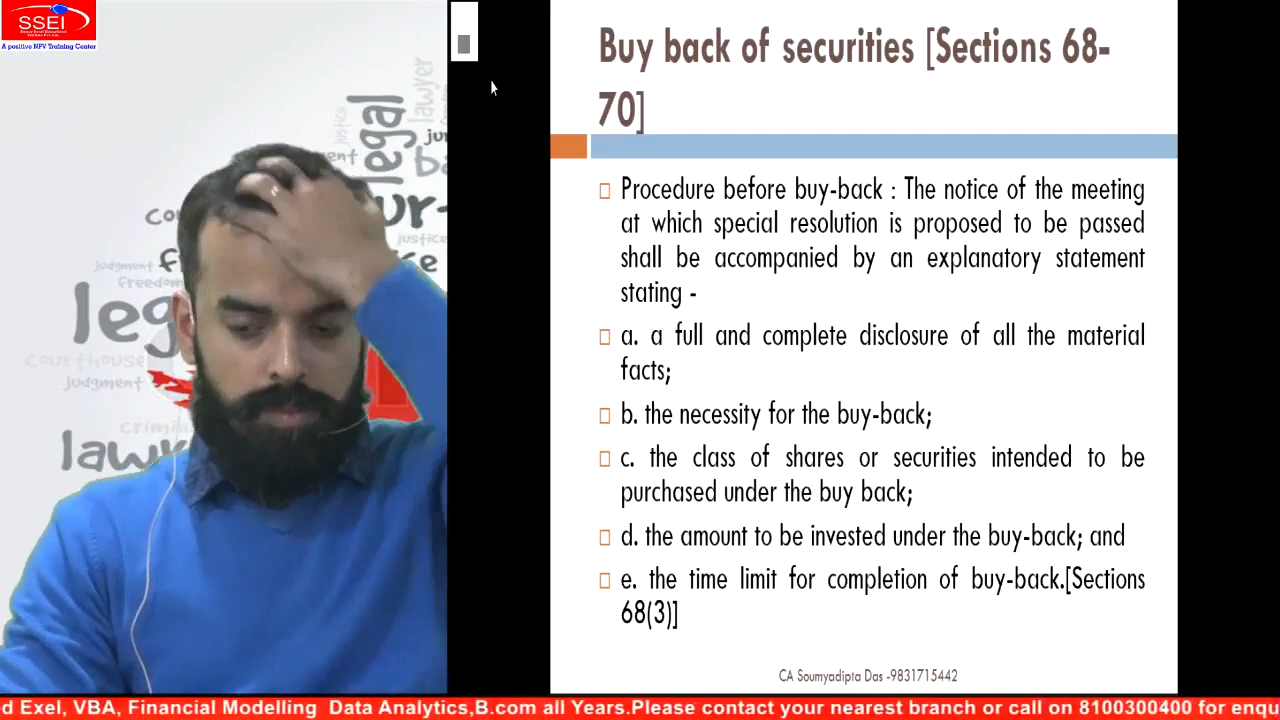 SSEI
A positive NPV Training Center
legal
lawyer
justice
justice
judgment
freedom
courthouse
judgment
Buy back of securities [Sections 68-
70]
Procedure before buy-back : The notice of the meeting
at which special resolution is proposed to be passed
shall be accompanied by an explanatory statement
stating -
a. a full and complete disclosure of all the material
facts;
b. the necessity for the buy-back;
c. the class of shares or securities intended to be
purchased under the buy back;
d. the amount to be invested under the buy-back; and
e. the time limit for completion of buy-back.[Sections
68(3)]
CA Soumyadipta Das -9831715442
d Exel, VBA, Financial Modelling Data Analytics,B.com all Years.Please contact your nearest branch or call on 8100300400 for enqu